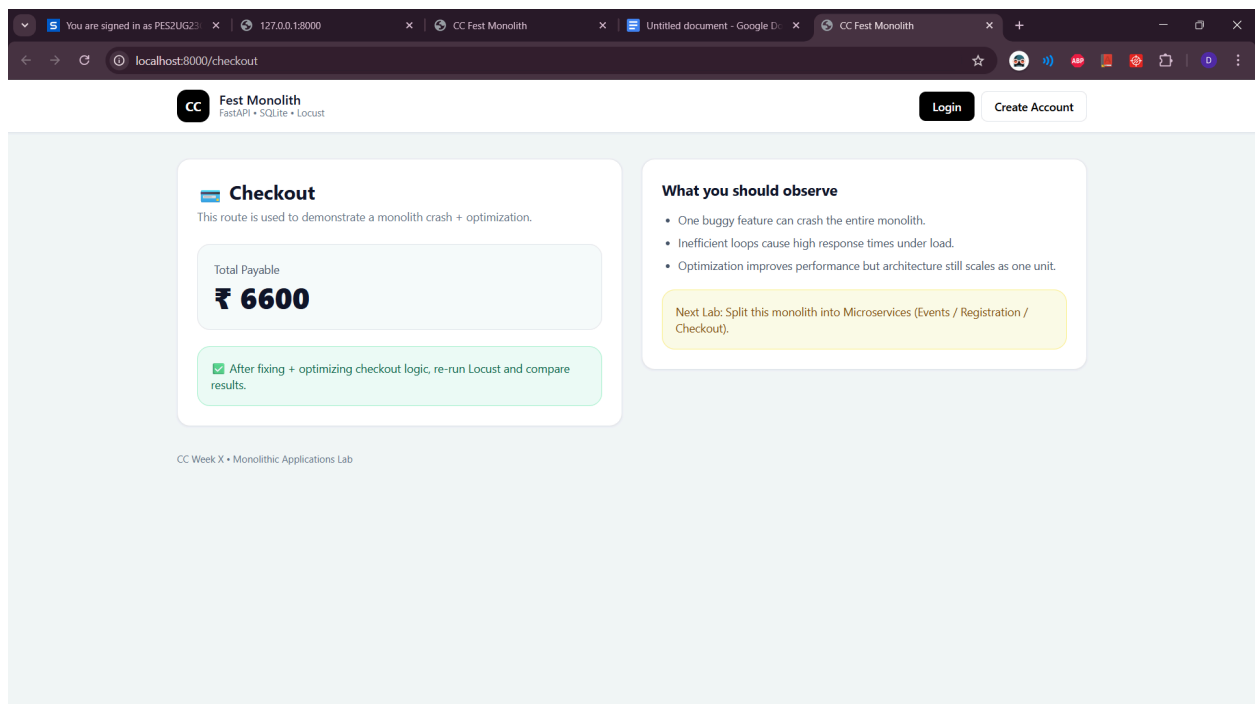 You are signed in as PES2UG23
127.0.0.1:8000
CC Fest Monolith
Untitled document - Google Do
CC Fest Monolith
localhost:8000/checkout
ABP
D
CC
Fest Monolith
FastAPI • SQLite • Locust
Login
Create Account
Checkout
This route is used to demonstrate a monolith crash + optimization.
Total Payable
₹ 6600
✅ After fixing + optimizing checkout logic, re-run Locust and compare
results.
What you should observe
• One buggy feature can crash the entire monolith.
• Inefficient loops cause high response times under load.
• Optimization improves performance but architecture still scales as one unit.
Next Lab: Split this monolith into Microservices (Events / Registration /
Checkout).
CC Week X • Monolithic Applications Lab